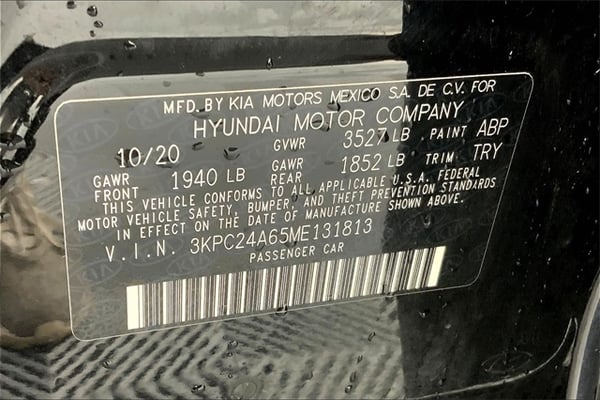 MFD. BY KIA MOTORS MEXICO S.A. DE C.V. FOR
HYUNDAI MOTOR COMPANY
10/20 GVWR 3527 LB PAINT ABP
GAWR FRONT 1940 LB GAWR REAR 1852 LB TRIM TRY
THIS VEHICLE CONFORMS TO ALL APPLICABLE U.S.A. FEDERAL
MOTOR VEHICLE SAFETY, BUMPER, AND THEFT PREVENTION STANDARDS
IN EFFECT ON THE DATE OF MANUFACTURE SHOWN ABOVE.
V.I.N. 3KPC24A65ME131813
PASSENGER CAR